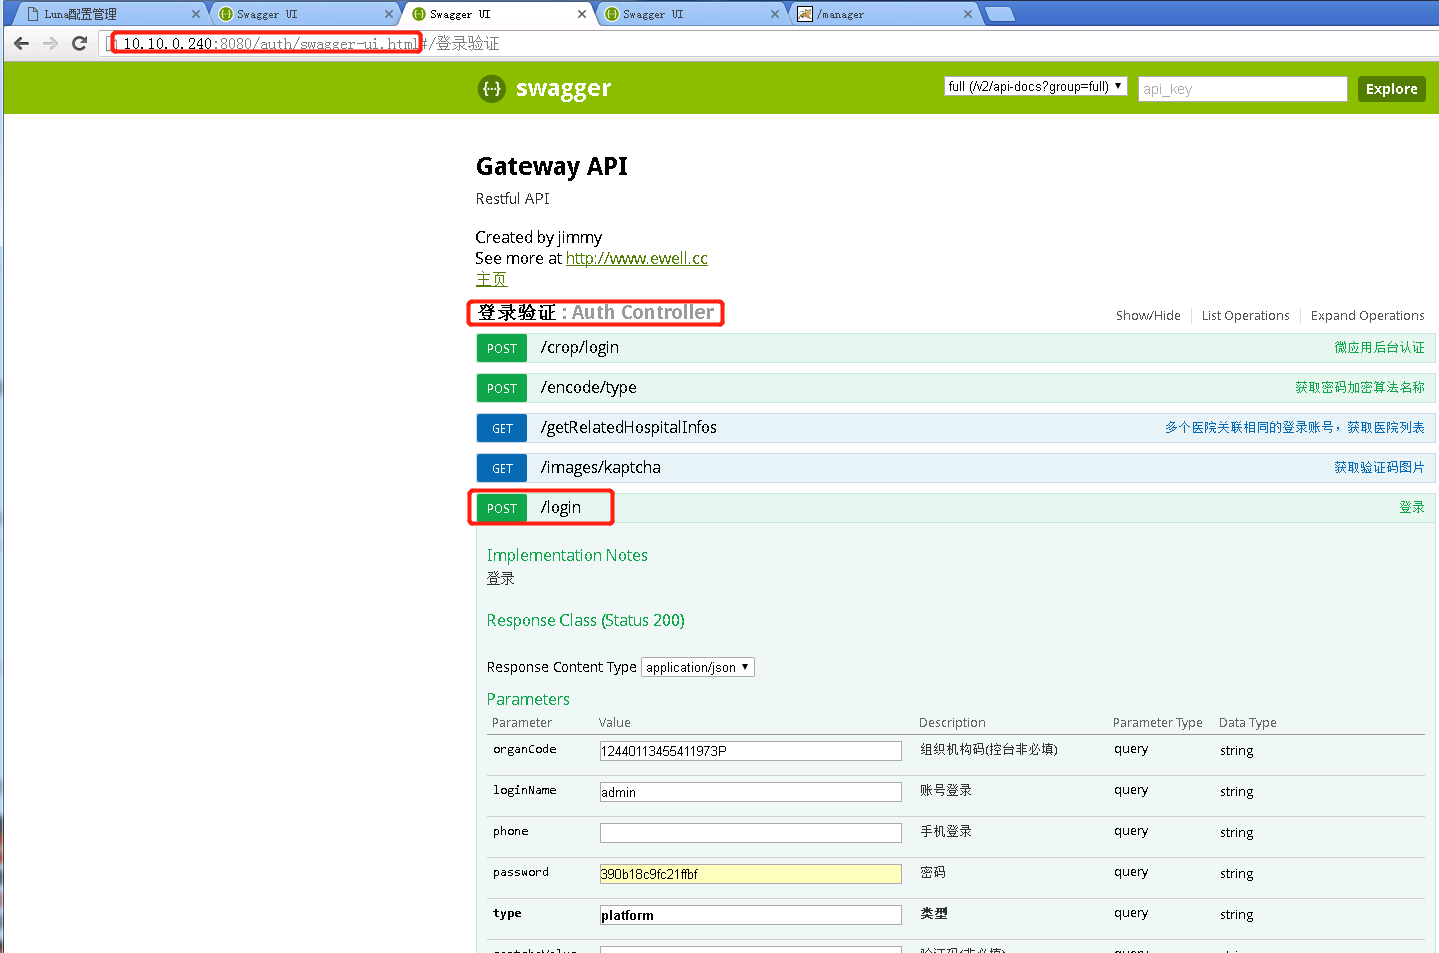 Luna配置管理
Swagger UI
Swagger UI
Swagger UI
/manager
10.10.0.240:8080/auth/swagger-ui.html#/登录验证
{··} swagger
full (/v2/api-docs?group=full)
api_key
Explore
Gateway API
Restful API
Created by jimmy
See more at http://www.ewell.cc
主页
登录验证 : Auth Controller
Show/Hide
List Operations
Expand Operations
POST /crop/login 微应用后台认证
POST /encode/type 获取密码加密算法名称
GET /getRelatedHospitalInfos 多个医院关联相同的登录账号，获取医院列表
GET /images/kaptcha 获取验证码图片
POST /login 登录
Implementation Notes
登录
Response Class (Status 200)
Response Content Type application/json
Parameters
Parameter Value Description Parameter Type Data Type
organCode 12440113455411973P 组织机构码(控台非必填) query string
loginName admin 账号登录 query string
phone 手机登录 query string
password 390b18c9fc21ffbf 密码 query string
type platform 类型 query string